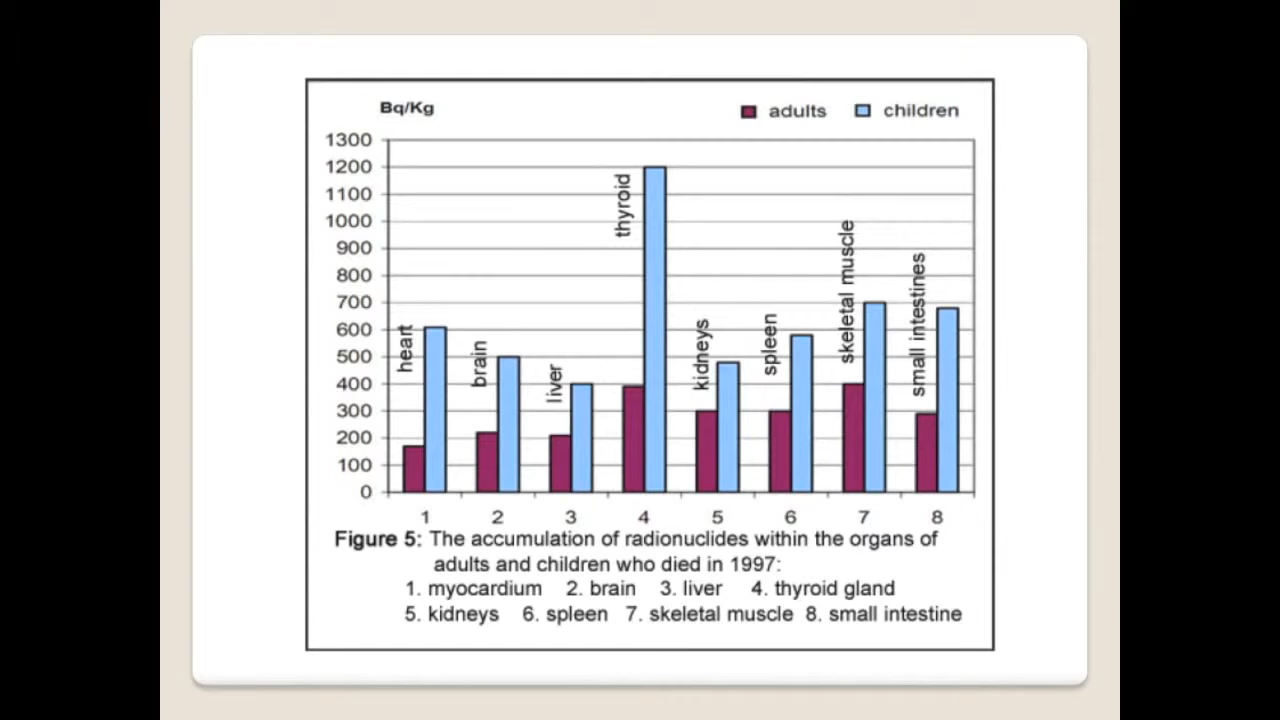 Bq/Kg
adults children
1300
1200
1100
1000
900
800
700
600
500
400
300
200
100
0
heart
brain
liver
thyroid
kidneys
spleen
skeletal muscle
small intestines
1 2 3 4 5 6 7 8
Figure 5: The accumulation of radionuclides within the organs of
adults and children who died in 1997:
1. myocardium 2. brain 3. liver 4. thyroid gland
5. kidneys 6. spleen 7. skeletal muscle 8. small intestine